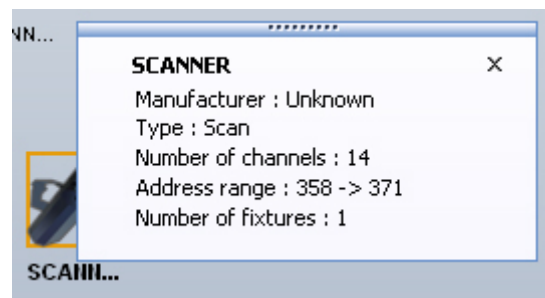 NN...
SCANNER
Manufacturer : Unknown
Type : Scan
Number of channels : 14
Address range : 358 -> 371
Number of fixtures : 1
SCANN...